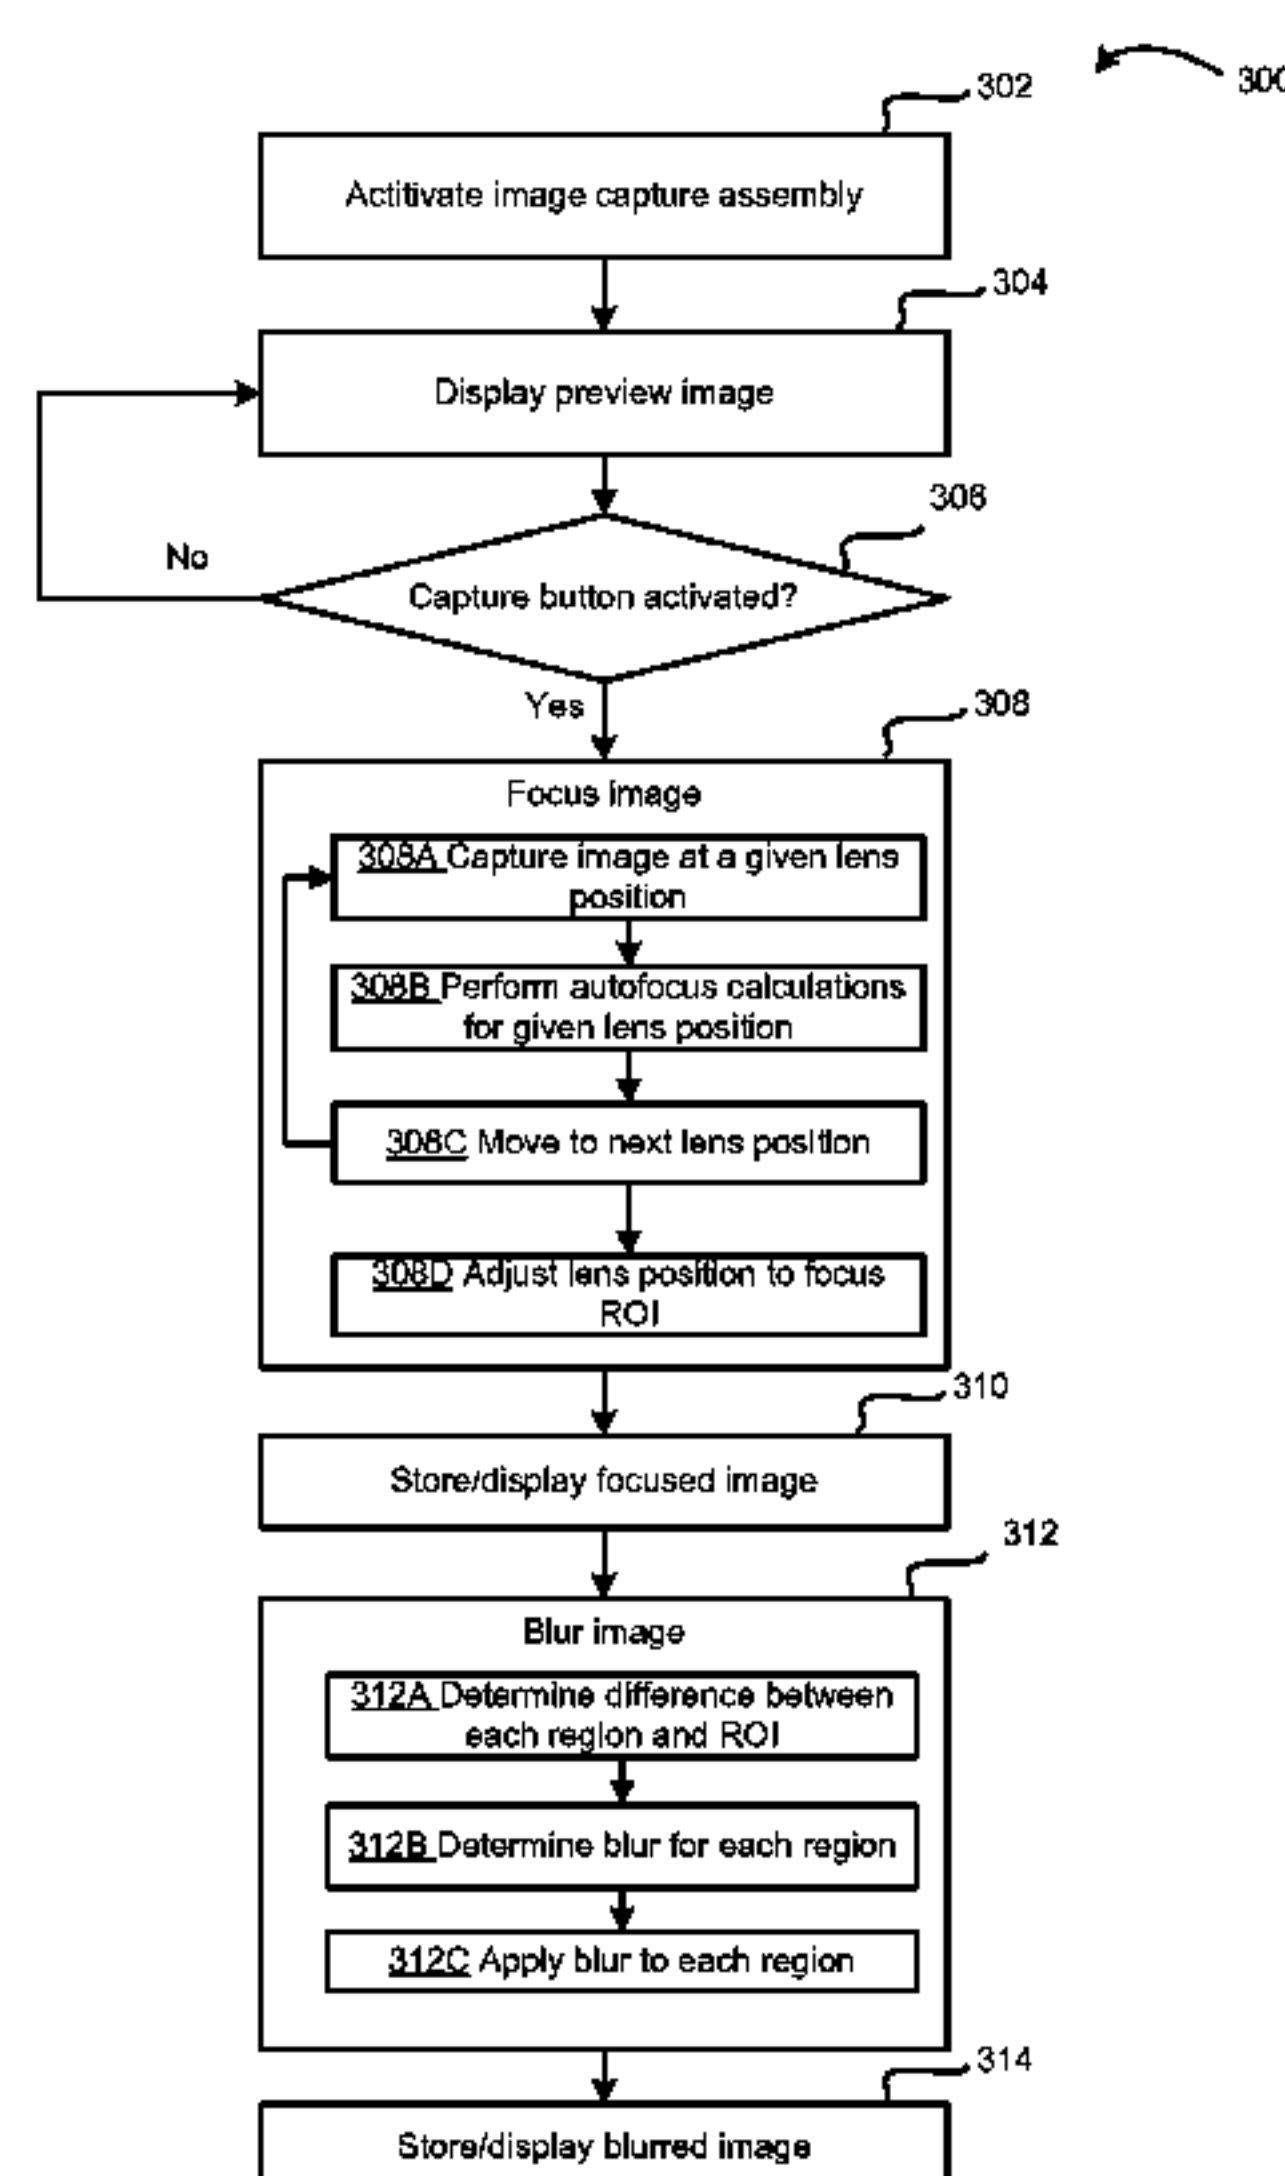 300
302
Actitivate image capture assembly
304
Display preview image
306
No
Capture button activated?
Yes
308
Focus image
308A Capture image at a given lens
position
308B Perform autofocus calculations
for given lens position
308C Move to next lens position
308D Adjust lens position to focus
ROI
310
Store/display focused image
312
Blur image
312A Determine difference between
each region and ROI
312B Determine blur for each region
312C Apply blur to each region
314
Store/display blurred image